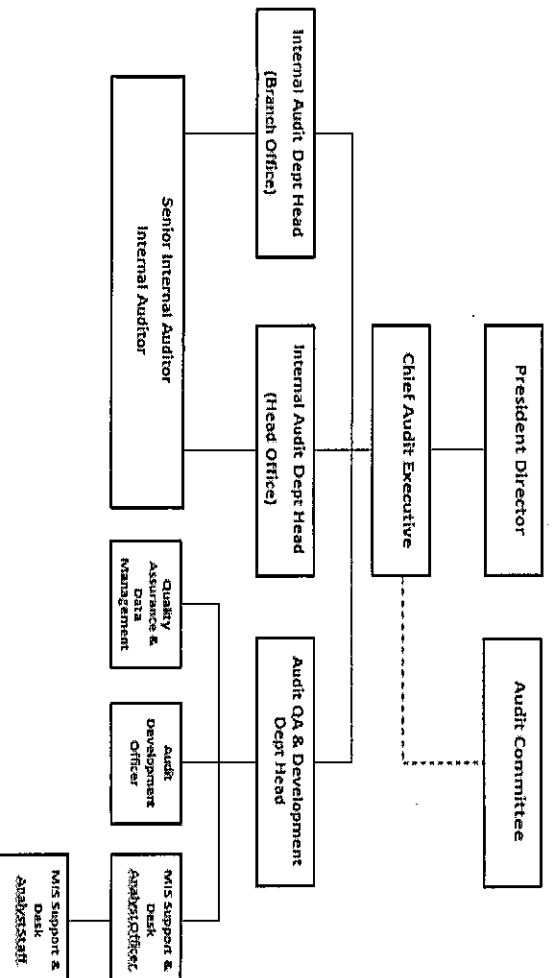 President Director
Audit Committee
Chief Audit Executive
Internal Audit Dept Head
(Branch Office)
Internal Audit Dept Head
(Head Office)
Audit QA & Development
Dept Head
Senior Internal Auditor
Internal Auditor
Quality
Assurance &
Data
Management
Audit
Development
Officer
MIS Support &
Desk
Analyst Officer
MIS Support &
Desk
Analyst Staff